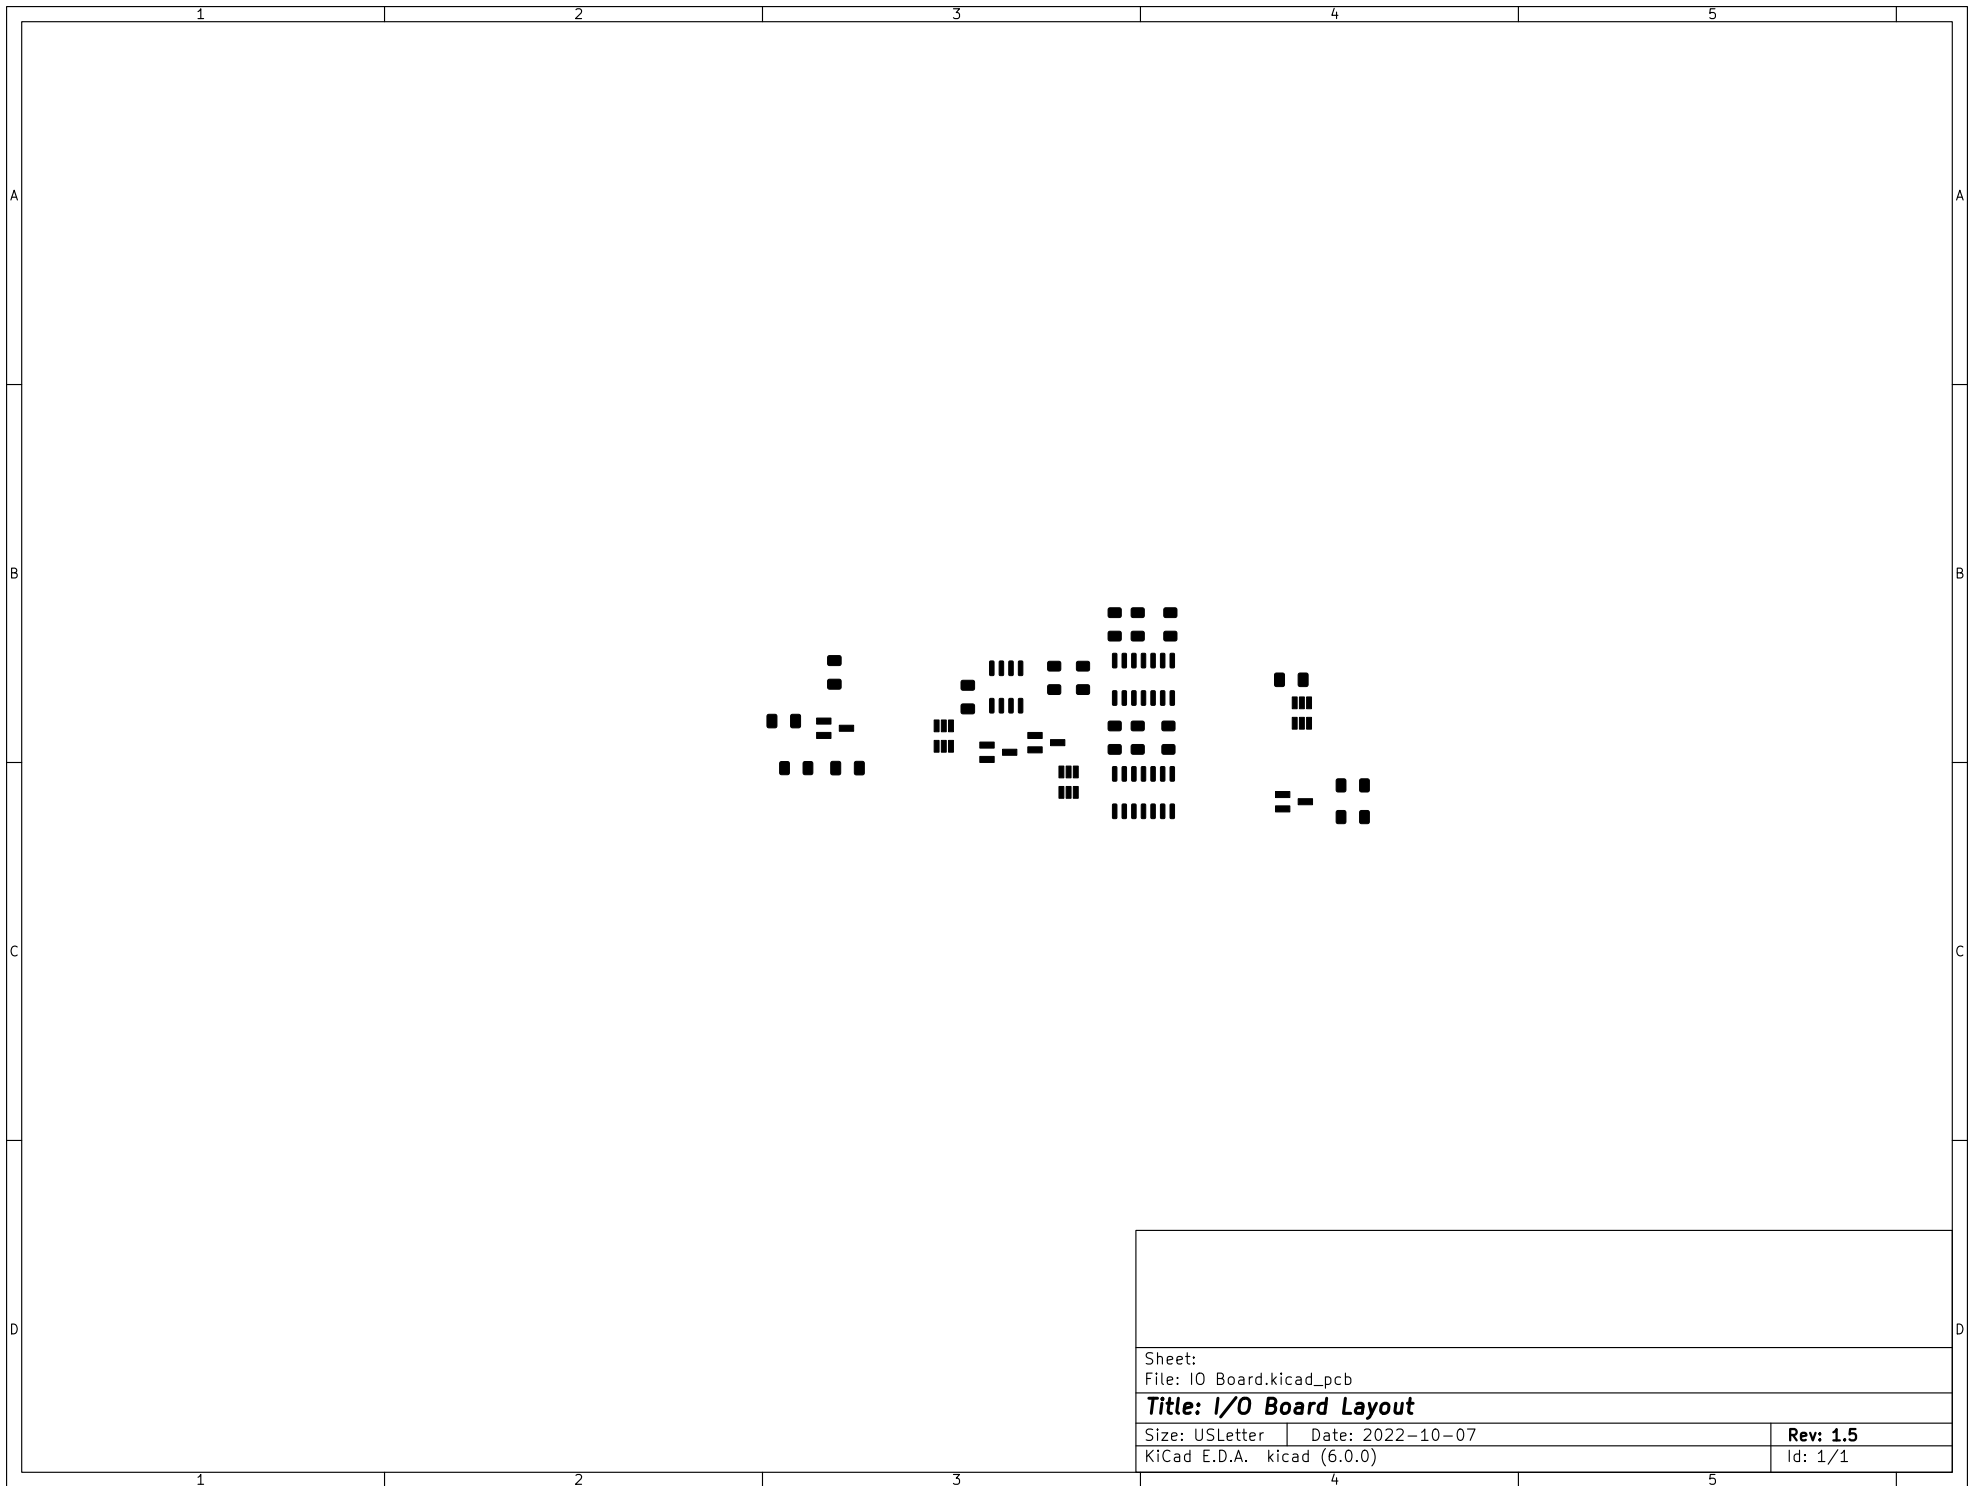 1 2 3 4 5
A A
B B
C C
D D
Sheet:
File: IO Board.kicad_pcb
Title: I/O Board Layout
Size: USLetter Date: 2022-10-07 Rev: 1.5
KiCad E.D.A. kicad (6.0.0) Id: 1/1
1 2 3 4 5